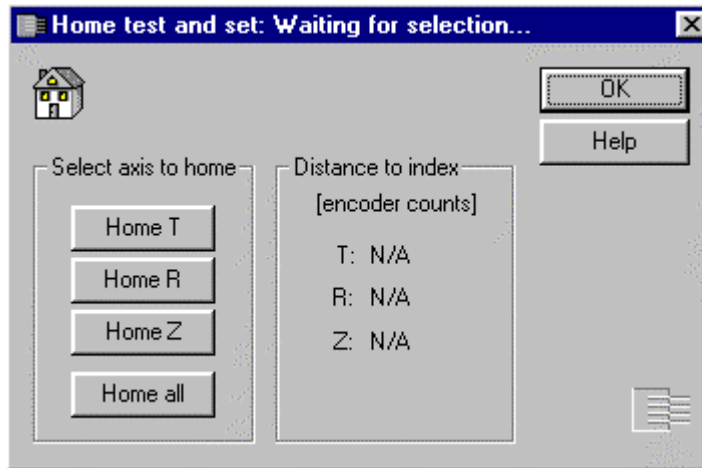 Home test and set: Waiting for selection...
OK
Help
Select axis to home
Home T
Home R
Home Z
Home all
Distance to index
[encoder counts]
T: N/A
R: N/A
Z: N/A